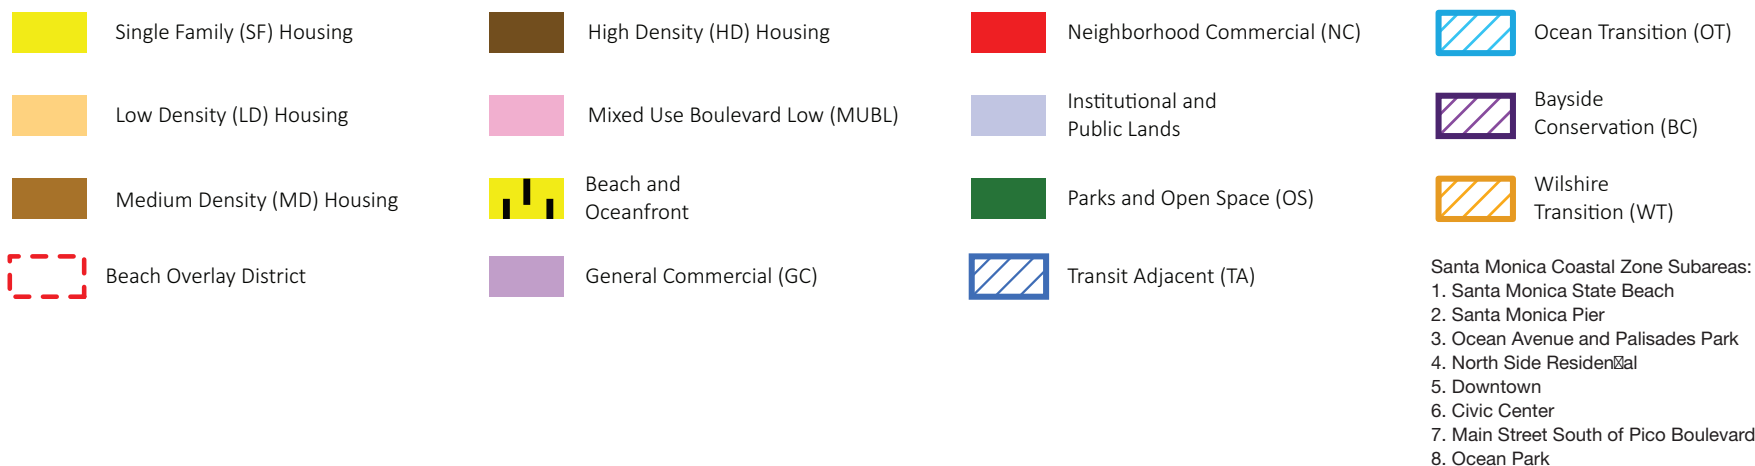 Single Family (SF) Housing
High Density (HD) Housing
Neighborhood Commercial (NC)
Ocean Transition (OT)
Low Density (LD) Housing
Mixed Use Boulevard Low (MUBL)
Institutional and
Public Lands
Bayside
Conservation (BC)
Medium Density (MD) Housing
Beach and
Oceanfront
Parks and Open Space (OS)
Wilshire
Transition (WT)
Beach Overlay District
General Commercial (GC)
Transit Adjacent (TA)
Santa Monica Coastal Zone Subareas:
1. Santa Monica State Beach
2. Santa Monica Pier
3. Ocean Avenue and Palisades Park
4. North Side Residen☒al
5. Downtown
6. Civic Center
7. Main Street South of Pico Boulevard
8. Ocean Park